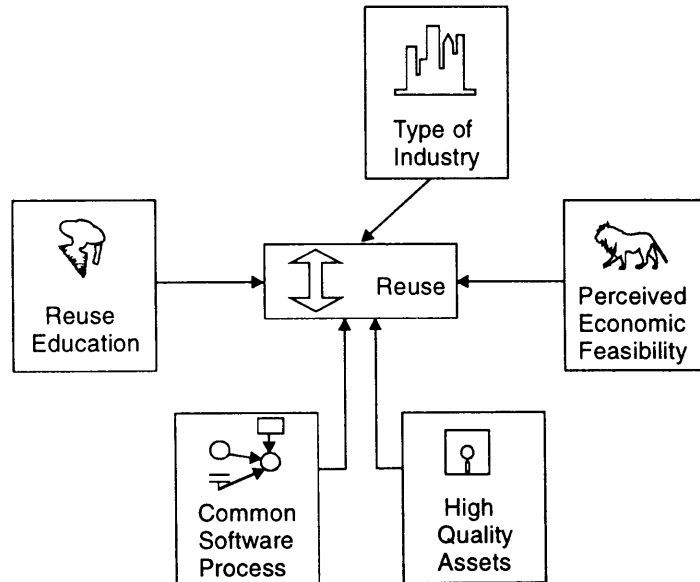 Type of
Industry
Reuse
Education
Reuse
Perceived
Economic
Feasibility
Common
Software
Process
High
Quality
Assets